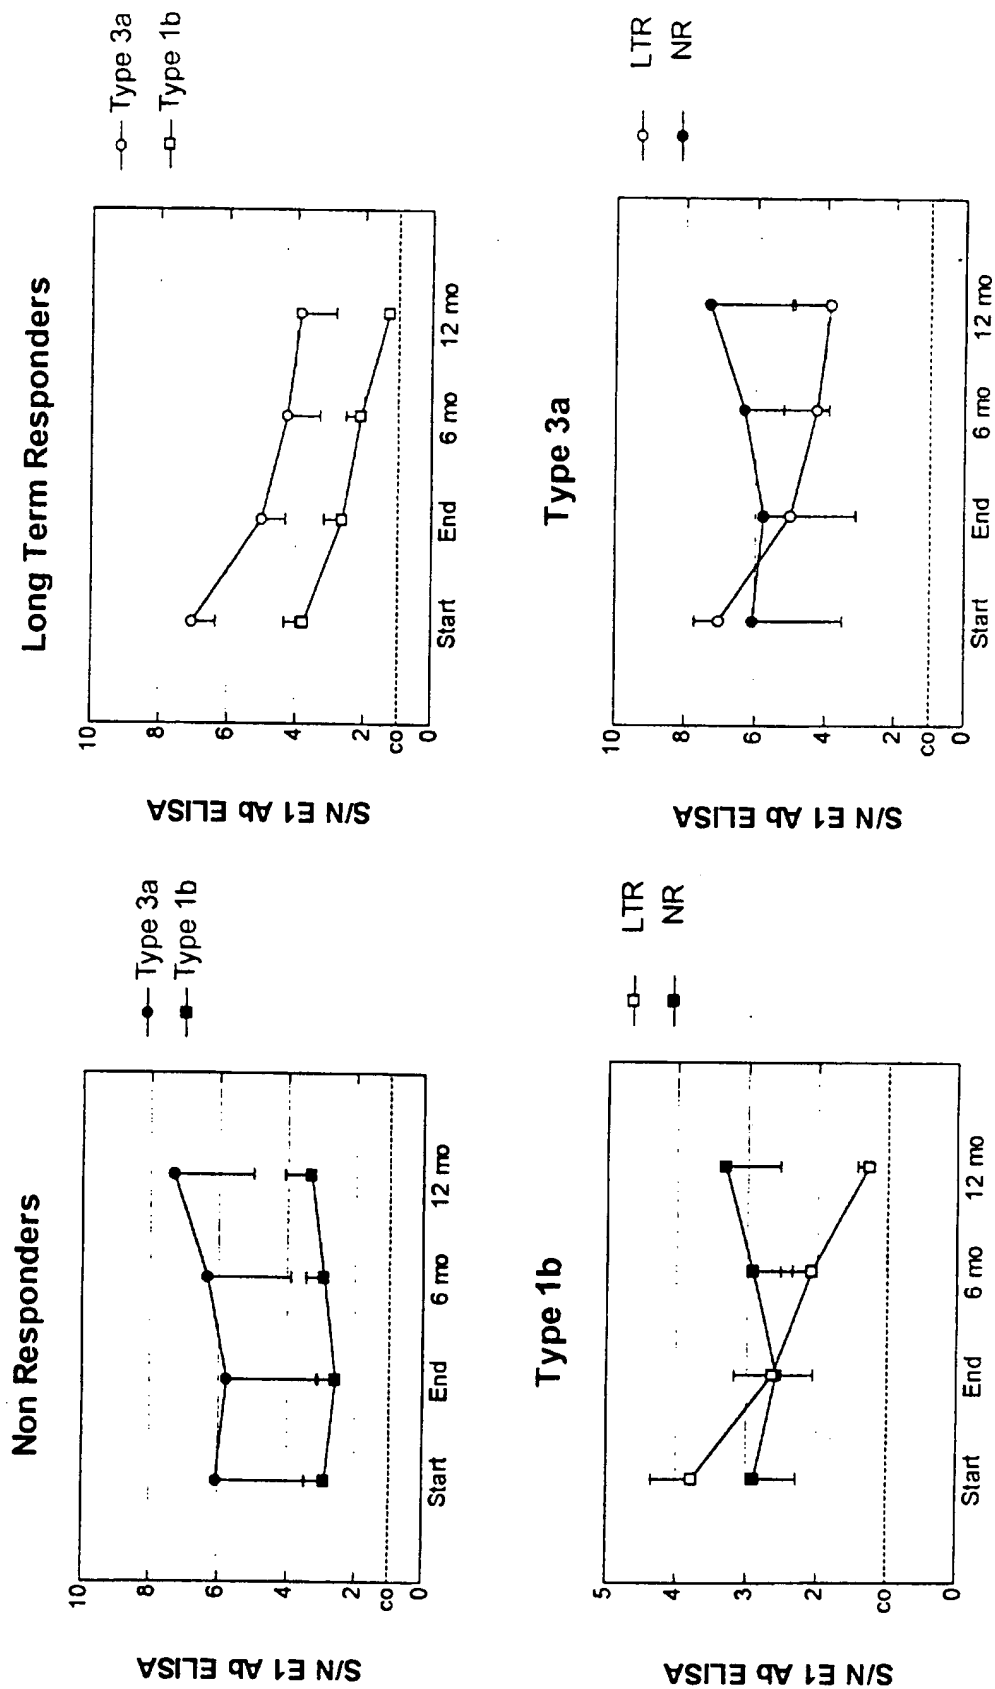 Non Responders
Type 3a
Type 1b
S/N E1 Ab ELISA
10
8
6
4
2
co
0
Start
End
6 mo
12 mo
Long Term Responders
Type 3a
Type 1b
S/N E1 Ab ELISA
10
8
6
4
2
co
0
Start
End
6 mo
12 mo
Type 1b
LTR
NR
S/N E1 Ab ELISA
5
4
3
2
co
0
Start
End
6 mo
12 mo
Type 3a
LTR
NR
S/N E1 Ab ELISA
10
8
6
4
2
co
0
Start
End
6 mo
12 mo